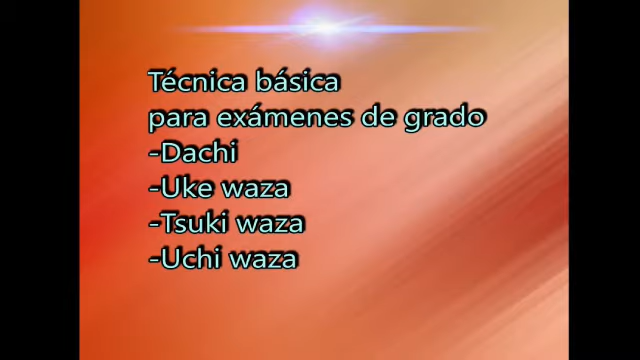 Técnica básica
para exámenes de grado
-Dachi
-Uke waza
-Tsuki waza
-Uchi waza